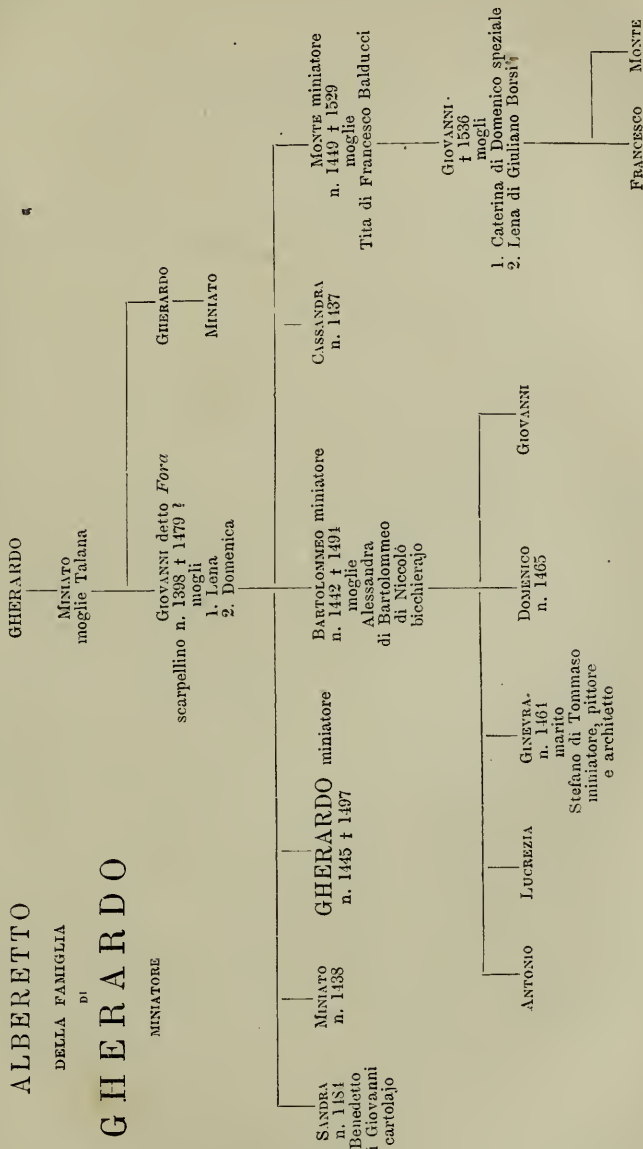 ALBERETTO
DELLA FAMIGLIA
DI
GHERARDO
MINIATORE
GHERARDO
MINIATO
moglie Talana
GIOVANNI detto Fora
scarpellino n. 1398 † 1479 ?
mogli
1. Lena
2. Domenica
GHERARDO
MINIATO
SANDRA
n.
Benedetto
i Giovanni
cartolajo
MINIATO
n. 1438
GHERARDO miniatore
n. 1445 † 1497
BARTOLOMMEO miniatore
n. 1442 † 1494
moglie
Alessandra
di Bartolommeo
di Niccolò
bicchierajo
CASSANDRA
n. 1437
MONTE miniatore
n. 1449 † 1529
moglie
Tita di Francesco Balducci
ANTONIO
LUCREZIA
GINEVRA.
n. 1464
marito
Stefano di Tommaso
miniatore, pittore
e architetto
DOMENICO
n. 1465
GIOVANNI
GIOVANNI
† 1536
mogli
1. Caterina di Domenico speziale
2. Lena di Giuliano Borsi
FRANCESCO
MONTE